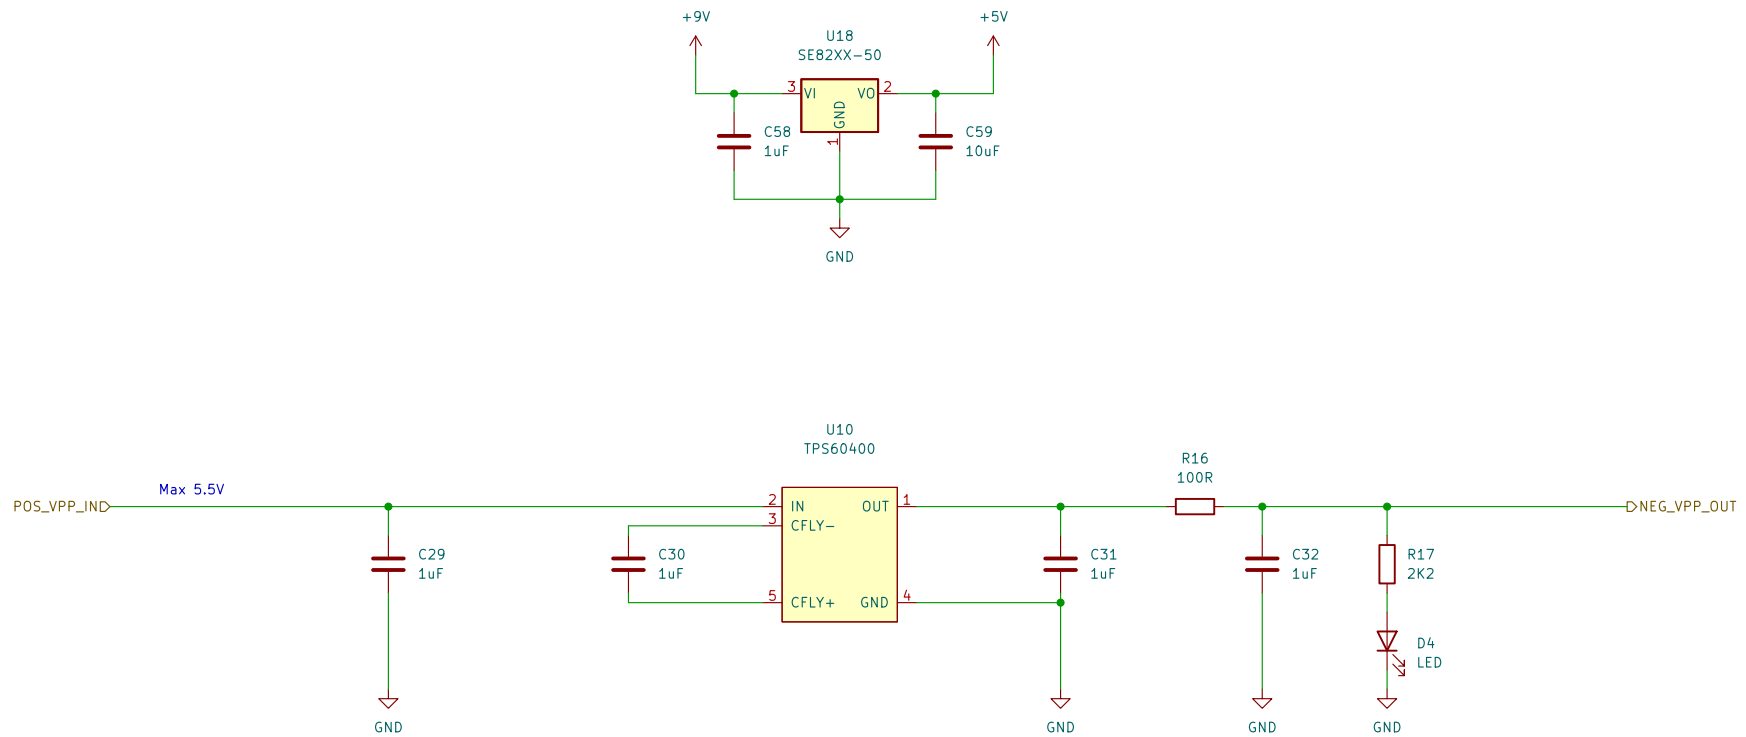 +9V
+5V
U18
SE82XX-50
3
VI
VO
2
GND
1
C58
1uF
C59
10uF
GND
U10
TPS60400
R16
100R
Max 5.5V
POS_VPP_IN
2
IN
OUT
1
NEG_VPP_OUT
3
CFLY-
C29
1uF
C30
1uF
C31
1uF
C32
1uF
R17
2K2
5
CFLY+
GND
4
D4
LED
GND
GND
GND
GND